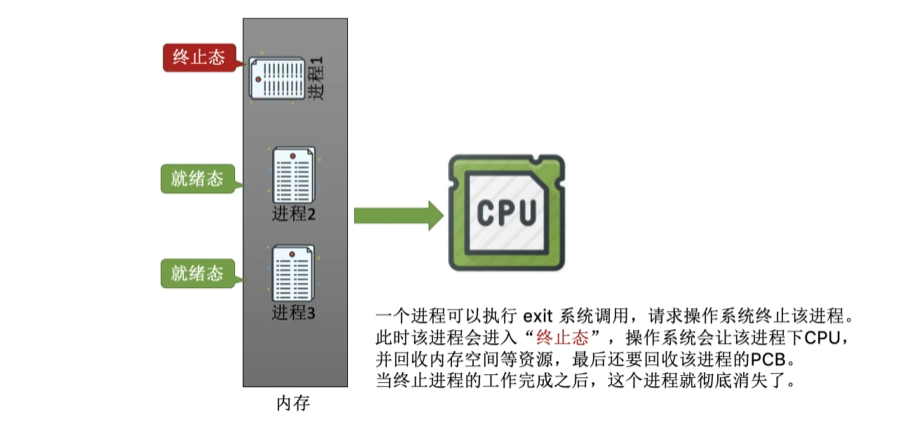 终止态
进程1
就绪态
进程2
就绪态
进程3
内存
CPU
一个进程可以执行 exit 系统调用，请求操作系统终止该进程。
此时该进程会进入“终止态”，操作系统会让该进程下CPU，
并回收内存空间等资源，最后还要回收该进程的PCB。
当终止进程的工作完成之后，这个进程就彻底消失了。